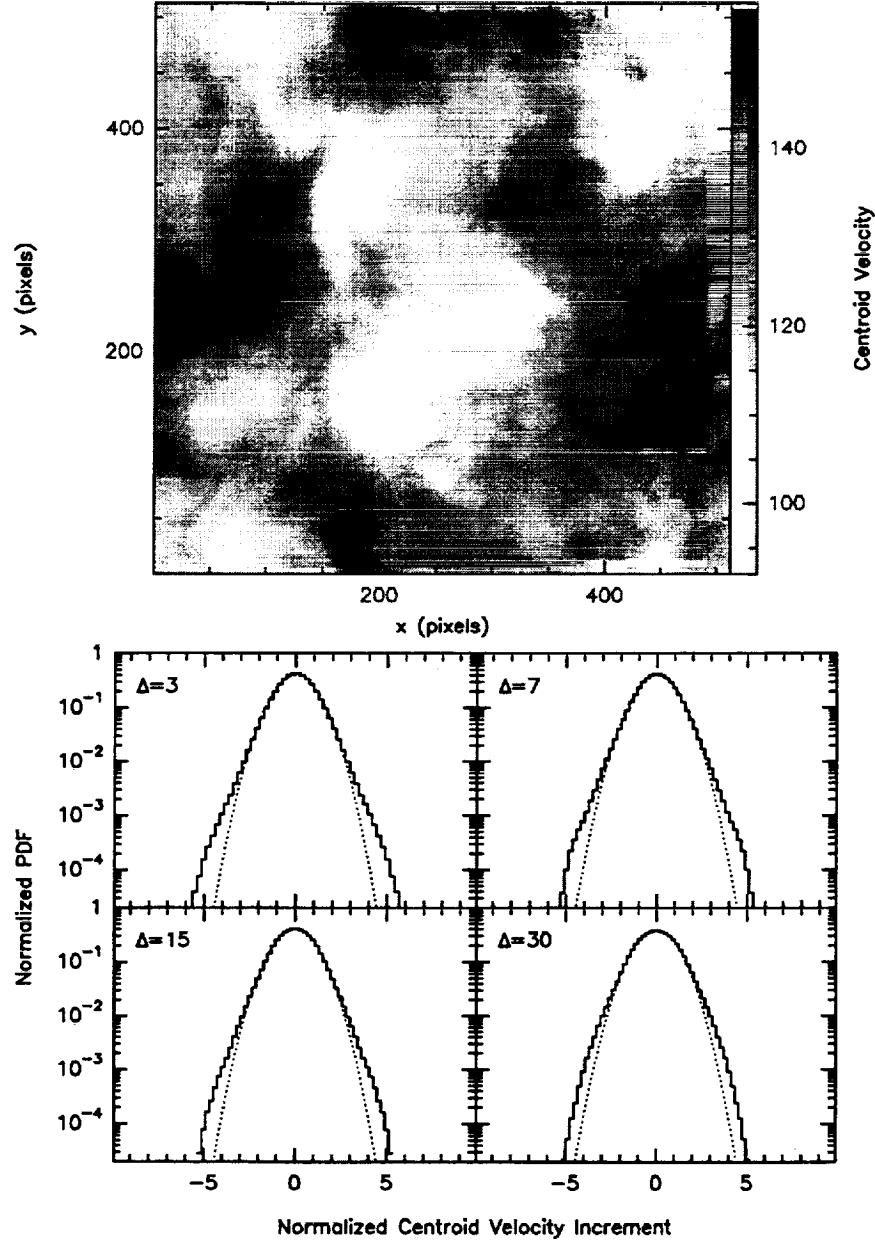 400
200
y (pixels)
200 400
x (pixels)
140
120
100
Centroid Velocity
Δ=3
Δ=7
1
10⁻¹
10⁻²
10⁻³
10⁻⁴
Δ=15
Δ=30
1
10⁻¹
10⁻²
10⁻³
10⁻⁴
Normalized PDF
−5 0 5 −5 0 5
Normalized Centroid Velocity Increment